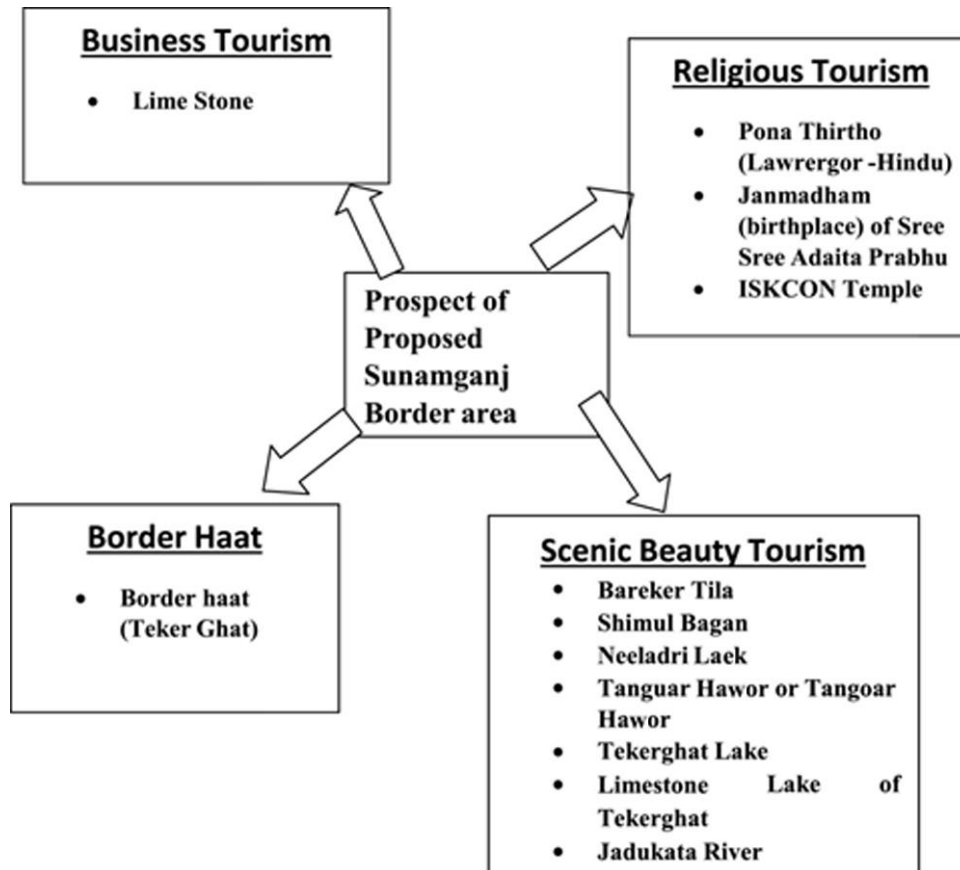 Business Tourism
• Lime Stone
Religious Tourism
• Pona Thirtho
(Lawrergor -Hindu)
• Janmadham
(birthplace) of Sree
Sree Adaita Prabhu
• ISKCON Temple
Prospect of
Proposed
Sunamganj
Border area
Border Haat
• Border haat
(Teker Ghat)
Scenic Beauty Tourism
• Bareker Tila
• Shimul Bagan
• Neeladri Laek
• Tanguar Hawor or Tangoar
Hawor
• Tekerghat Lake
• Limestone Lake of
Tekerghat
• Jadukata River